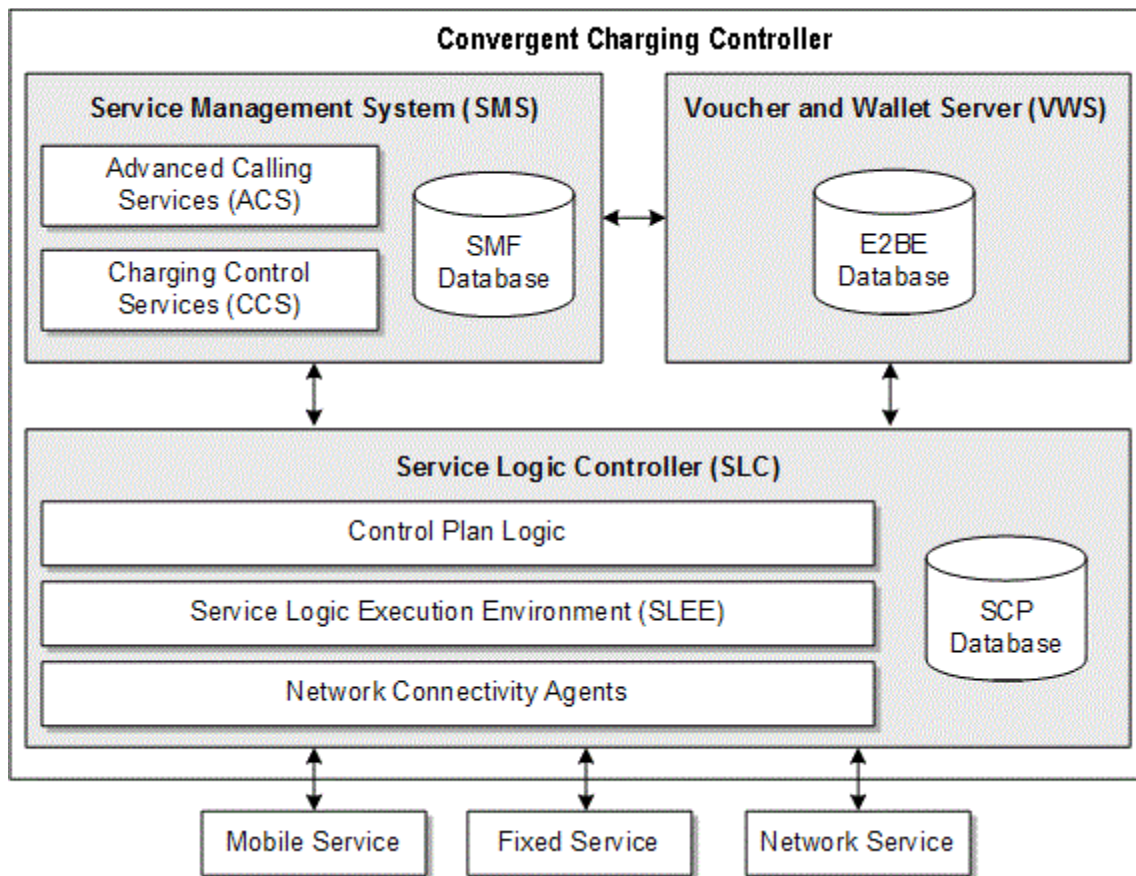 Convergent Charging Controller
Service Management System (SMS)
Advanced Calling
Services (ACS)
Charging Control
Services (CCS)
SMF
Database
Voucher and Wallet Server (VWS)
E2BE
Database
Service Logic Controller (SLC)
Control Plan Logic
Service Logic Execution Environment (SLEE)
Network Connectivity Agents
SCP
Database
Mobile Service
Fixed Service
Network Service